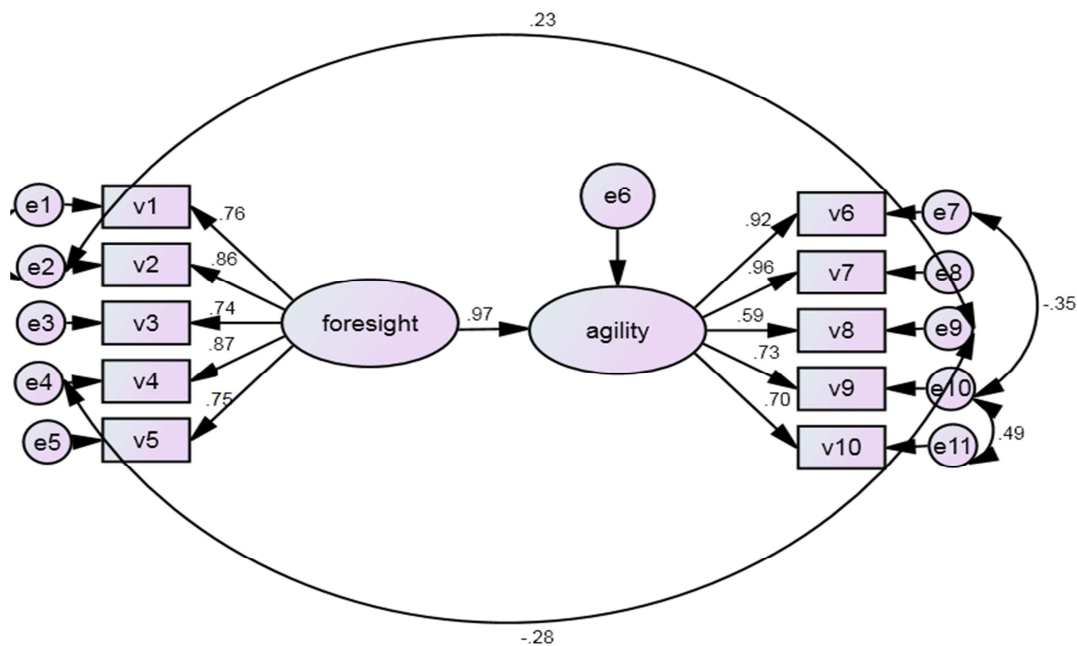 .23
e1
v1
.76
e2
v2
.86
e3
v3
.74
e4
v4
.87
e5
v5
.75
foresight
.97
agility
e6
.92
v6
e7
.96
v7
e8
.59
v8
e9
.73
v9
e10
.70
v10
e11
-.35
.49
-.28